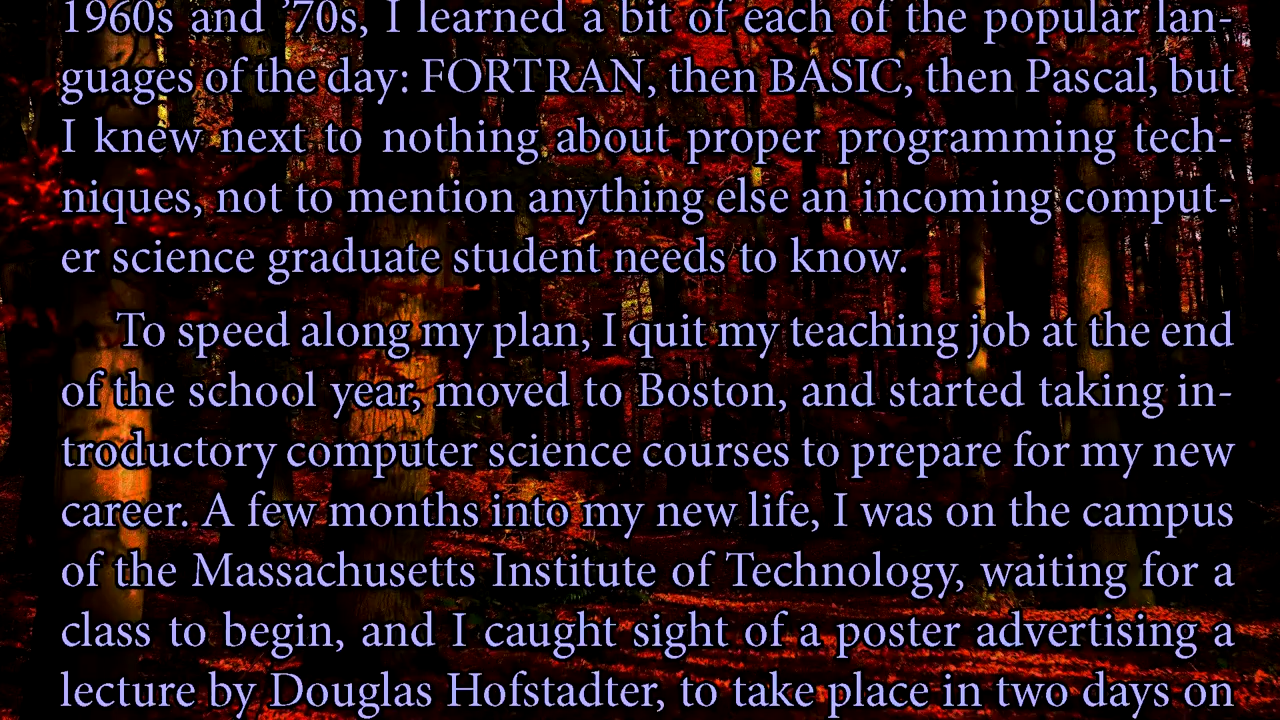 1960s and ’70s, I learned a bit of each of the popular lan-
guages of the day: FORTRAN, then BASIC, then Pascal, but
I knew next to nothing about proper programming tech-
niques, not to mention anything else an incoming comput-
er science graduate student needs to know.
To speed along my plan, I quit my teaching job at the end
of the school year, moved to Boston, and started taking in-
troductory computer science courses to prepare for my new
career. A few months into my new life, I was on the campus
of the Massachusetts Institute of Technology, waiting for a
class to begin, and I caught sight of a poster advertising a
lecture by Douglas Hofstadter, to take place in two days on